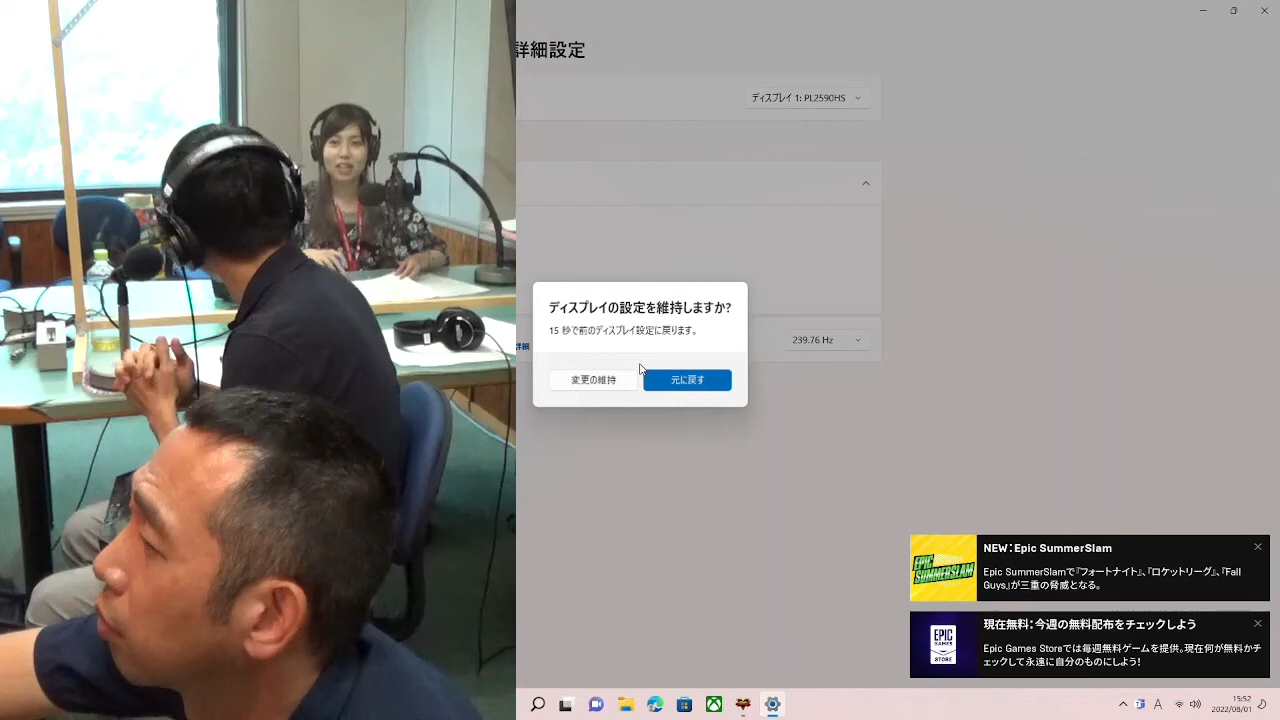 詳細設定
ディスプレイ 1: PL2590HS
ディスプレイの設定を維持しますか?
15 秒で前のディスプレイ設定に戻ります。
変更の維持
元に戻す
詳細
239.76 Hz
NEW：Epic SummerSlam
Epic SummerSlamで『フォートナイト』、『ロケットリーグ』、『Fall
Guys』が三重の脅威となる。
EPIC
SUMMERSLAM
現在無料：今週の無料配布をチェックしよう
Epic Games Storeでは毎週無料ゲームを提供。現在何が無料かチ
ェックして永遠に自分のものにしよう!
EPIC
GAMES
STORE
A
15:52
2022/08/01